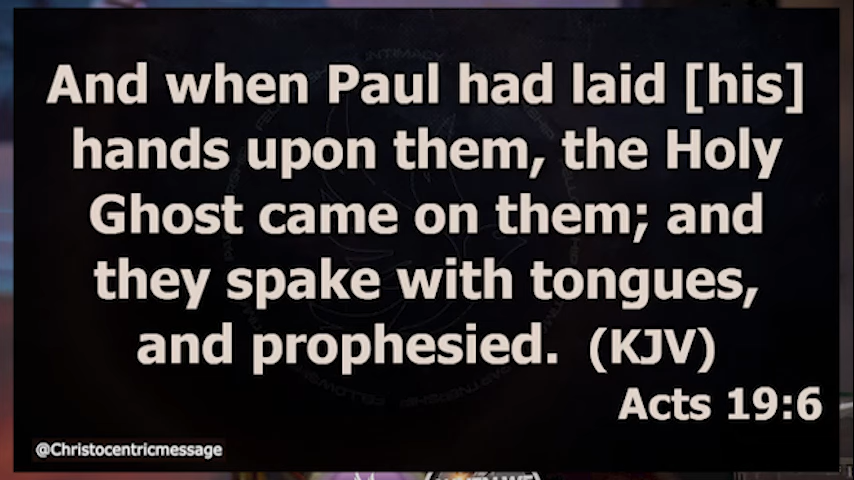 And when Paul had laid [his]
hands upon them, the Holy
Ghost came on them; and
they spake with tongues,
and prophesied. (KJV)
Acts 19:6
@Christocentricmessage